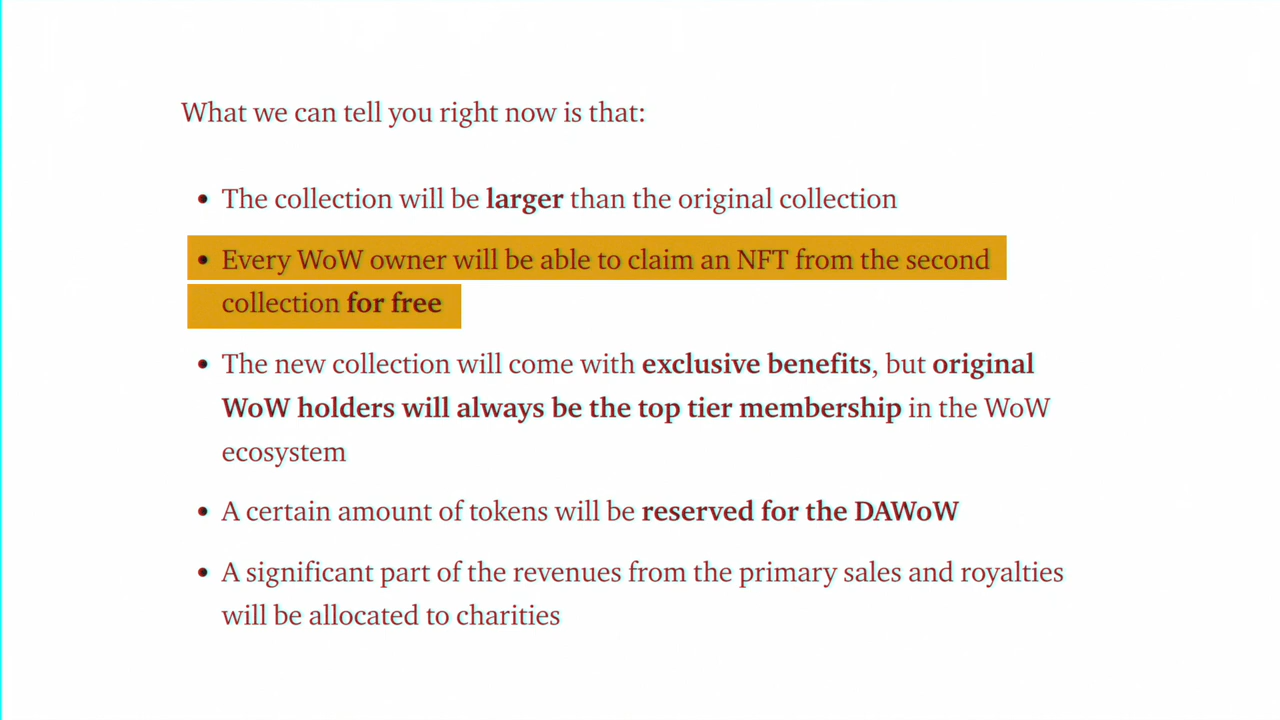 What we can tell you right now is that:
• The collection will be larger than the original collection
• Every WoW owner will be able to claim an NFT from the second
collection for free
• The new collection will come with exclusive benefits, but original
WoW holders will always be the top tier membership in the WoW
ecosystem
• A certain amount of tokens will be reserved for the DAWoW
• A significant part of the revenues from the primary sales and royalties
will be allocated to charities